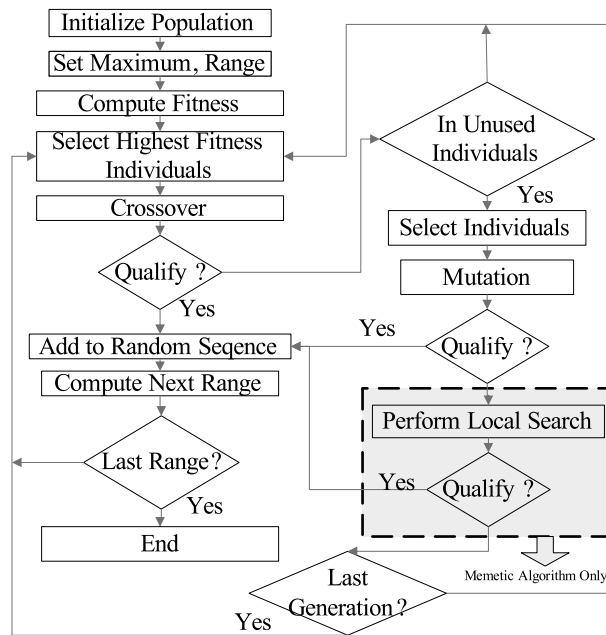 Initialize Population
Set Maximum, Range
Compute Fitness
Select Highest Fitness
Individuals
Crossover
Qualify ?
Yes
Add to Random Seqence
Compute Next Range
Last Range?
Yes
End
In Unused
Individuals
Yes
Select Individuals
Mutation
Yes
Qualify ?
Perform Local Search
Yes
Qualify ?
Memetic Algorithm Only
Last
Generation ?
Yes